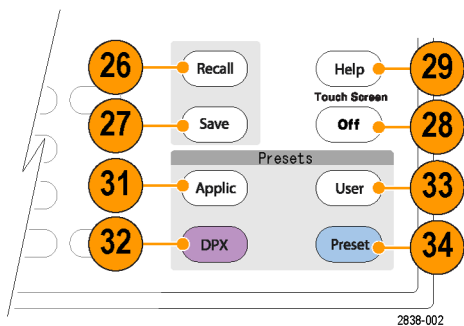 26 Recall Help 29
Touch Screen
27 Save Off 28
Presets
31 Applic User 33
32 DPX Preset 34
2838-002